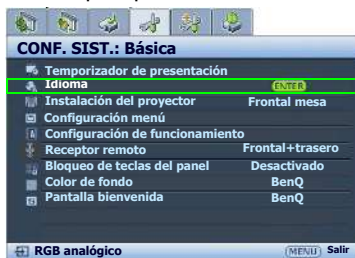 CONF. SIST.: Básica
Temporizador de presentación
Idioma ENTER
Instalación del proyector Frontal mesa
Configuración menú
Configuración de funcionamiento
Receptor remoto Frontal+trasero
Bloqueo de teclas del panel Desactivado
Color de fondo BenQ
Pantalla bienvenida BenQ
RGB analógico MENU Salir